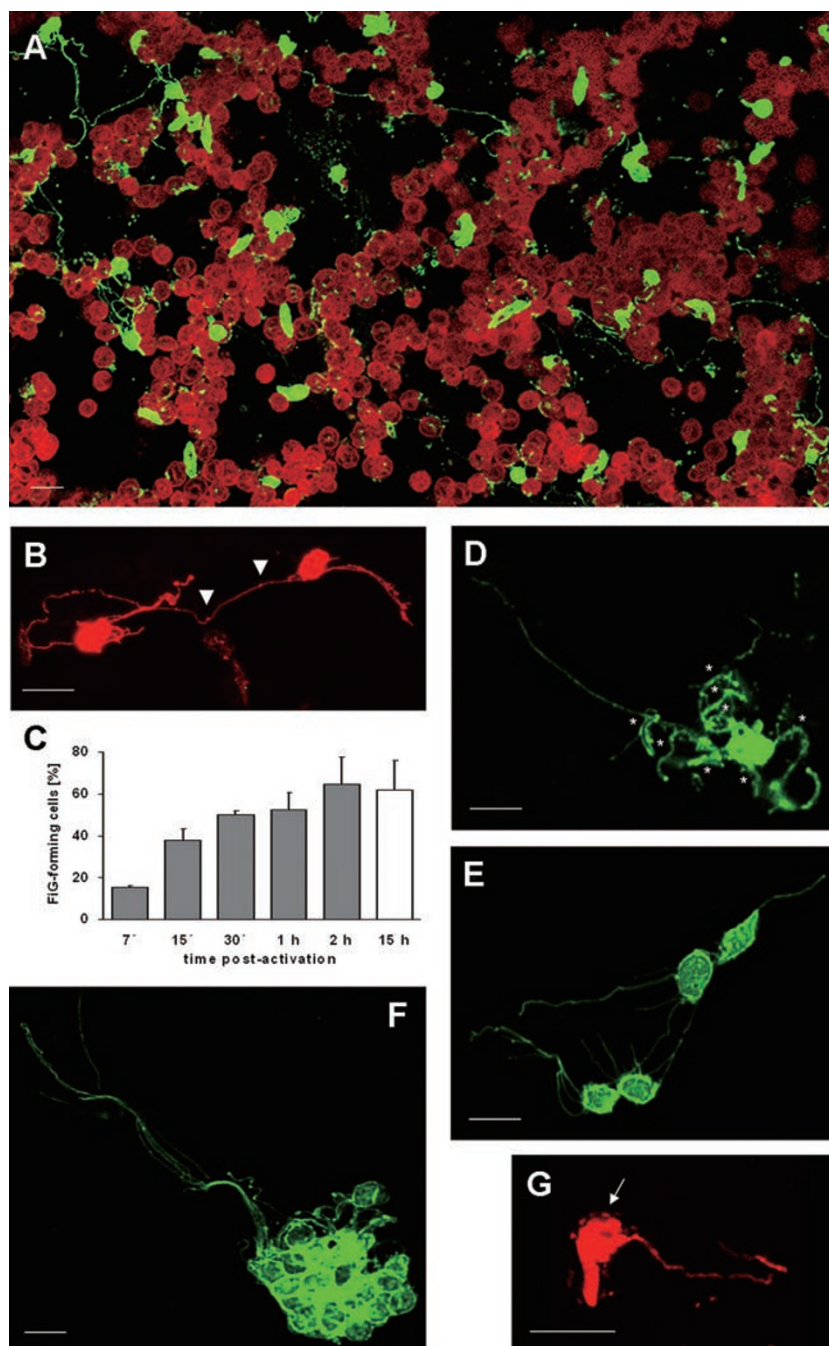 A
B
D
* * * * * * * * *
C
FiG-forming cells [%]
80
60
40
20
0
7´ 15´ 30´ 1 h 2 h 15 h
time post-activation
E
F
G